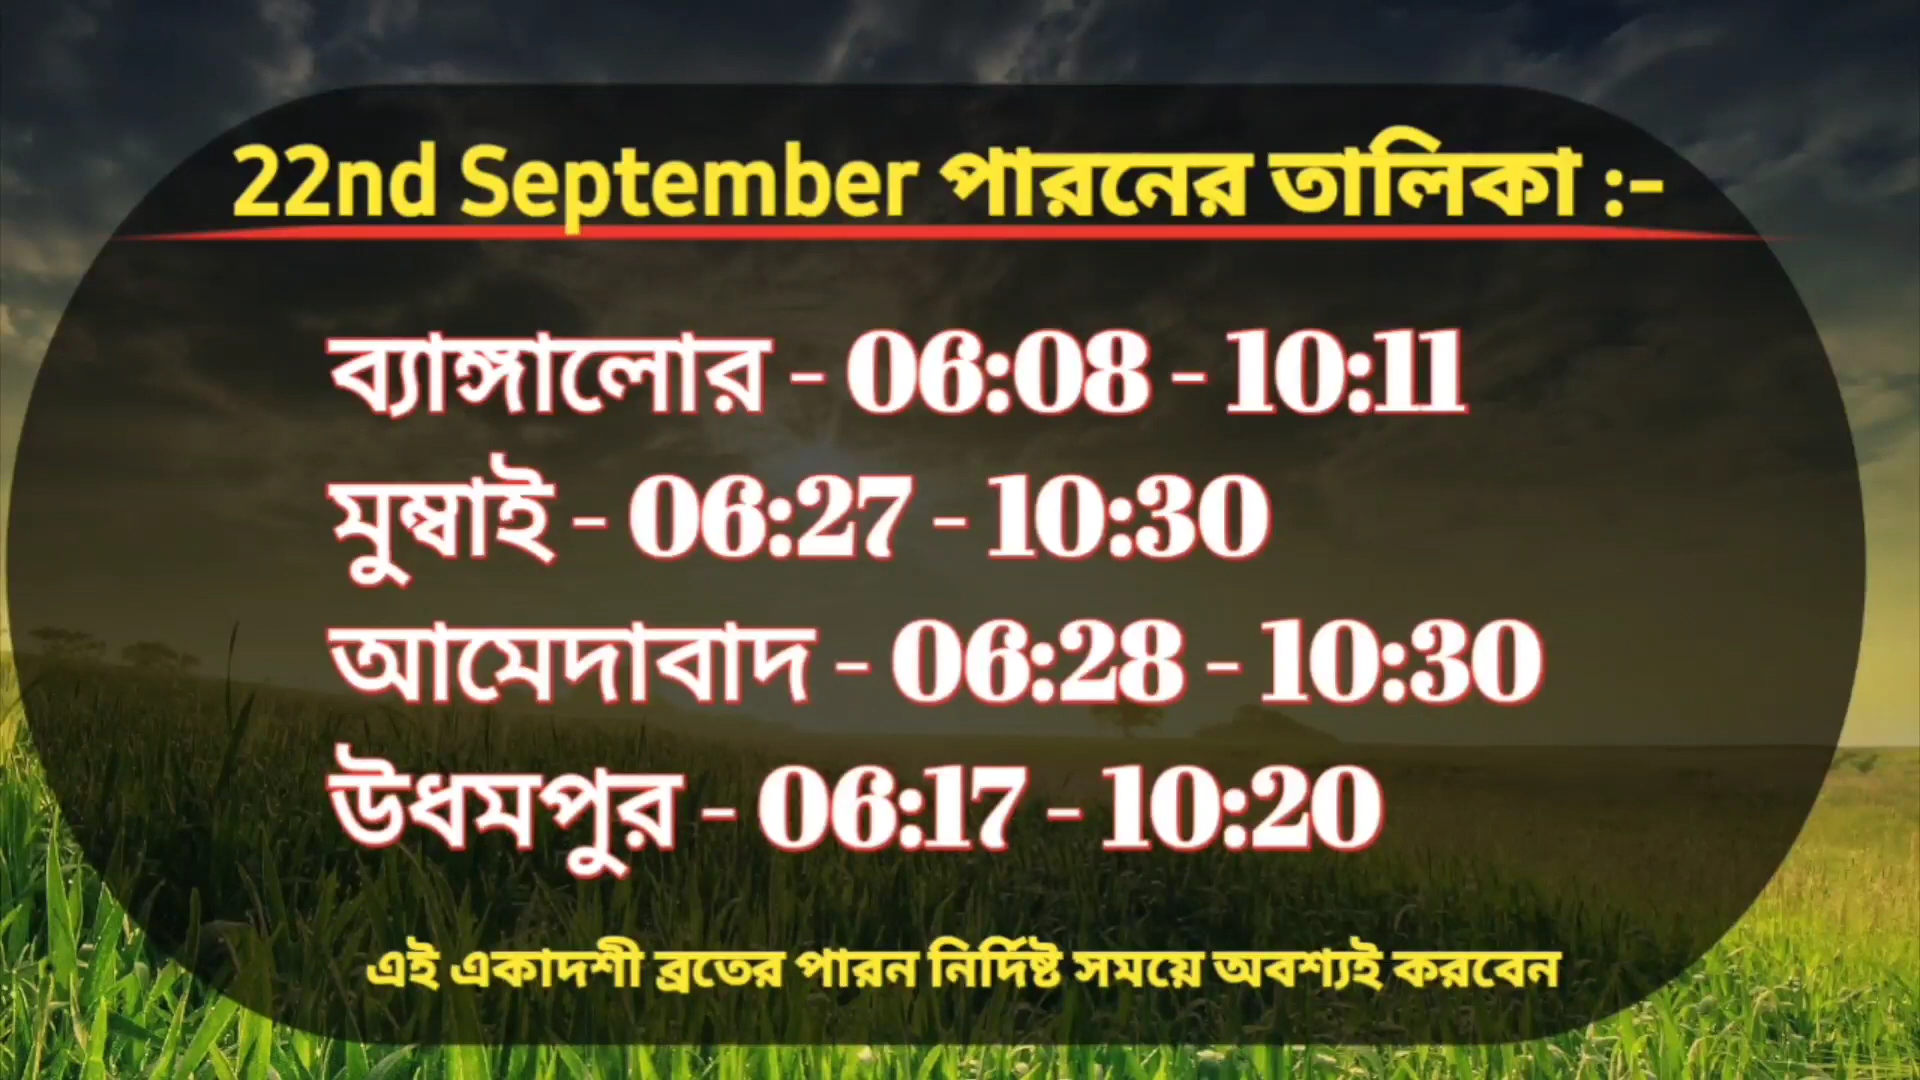 22nd September পারনের তালিকা :-
ব্যাঙ্গালোর - 06:08 - 10:11
মুম্বাই - 06:27 - 10:30
আমেদাবাদ - 06:28 - 10:30
উধমপুর - 06:17 - 10:20
এই একাদশী ব্রতের পারন নির্দিষ্ট সময়ে অবশ্যই করবেন